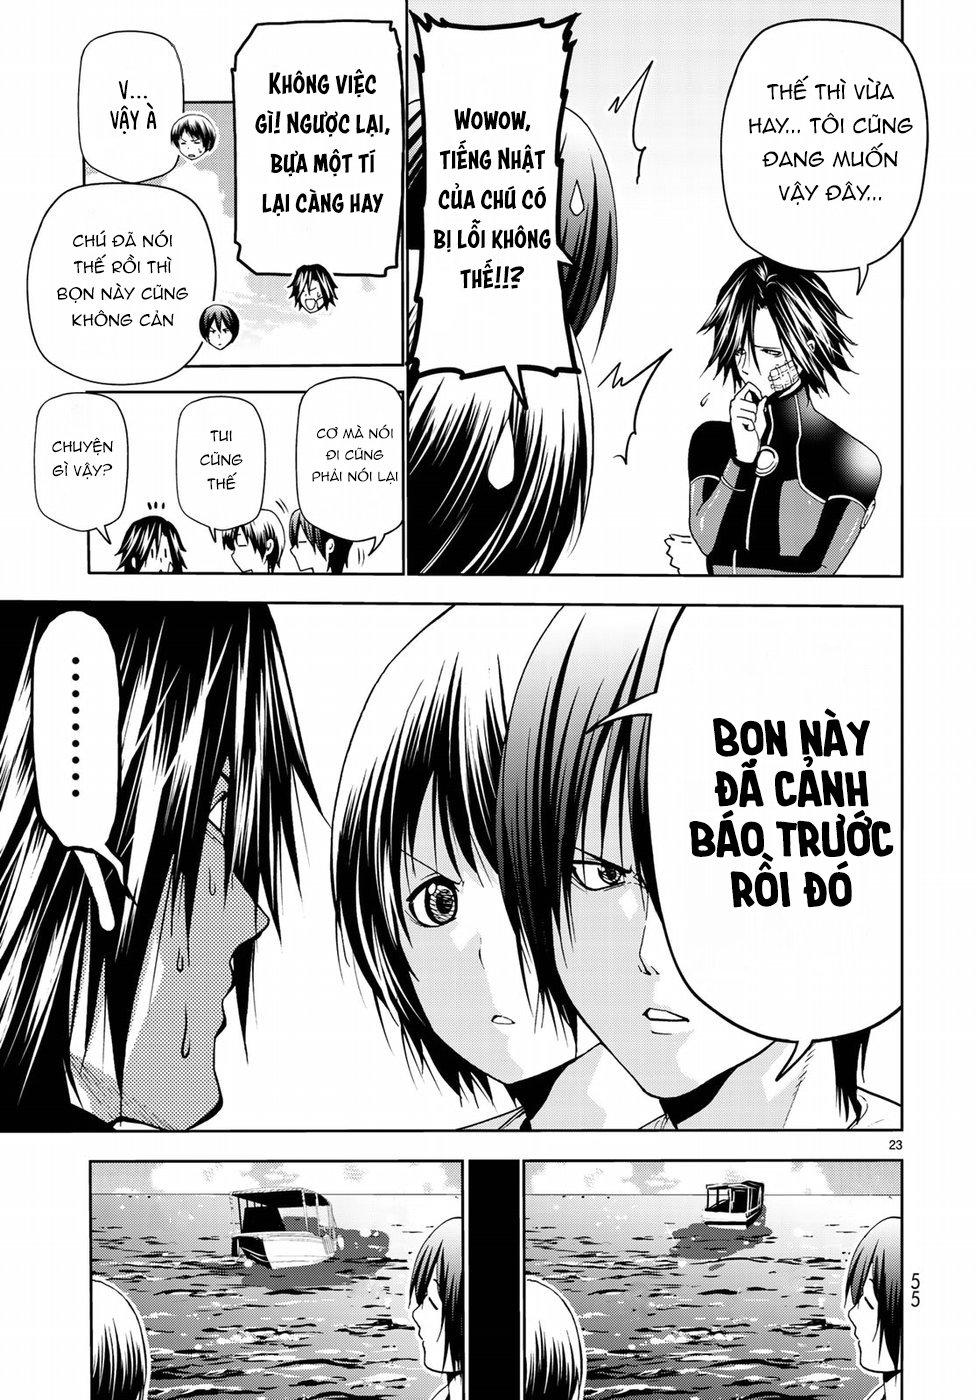 THẾ THÌ VỪA
HAY... TÔI CŨNG
ĐANG MUỐN
VẬY ĐÂY...
WOWOW,
TIẾNG NHẬT
CỦA CHÚ CÓ
BỊ LỖI KHÔNG
THẾ!!?
KHÔNG VIỆC
GÌ! NGƯỢC LẠI,
BỰA MỘT TÍ
LẠI CÀNG HAY
V...
VẬY À
CHÚ ĐÃ NÓI
THẾ RỒI THÌ
BỌN NÀY CŨNG
KHÔNG CẢN
CƠ MÀ NÓI
ĐI CŨNG
PHẢI NÓI LẠI
TUI
CŨNG
THẾ
CHUYỆN
GÌ VẬY?
BỌN NÀY
ĐÃ CẢNH
BÁO TRƯỚC
RỒI ĐÓ
.........
23
55